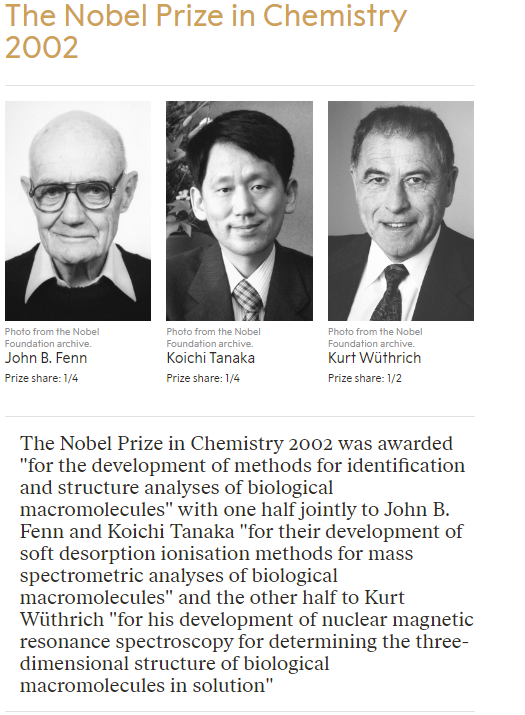 The Nobel Prize in Chemistry
2002
Photo from the Nobel
Foundation archive.
John B. Fenn
Prize share: 1/4
Photo from the Nobel
Foundation archive.
Koichi Tanaka
Prize share: 1/4
Photo from the Nobel
Foundation archive.
Kurt Wüthrich
Prize share: 1/2
The Nobel Prize in Chemistry 2002 was awarded
"for the development of methods for identification
and structure analyses of biological
macromolecules" with one half jointly to John B.
Fenn and Koichi Tanaka "for their development of
soft desorption ionisation methods for mass
spectrometric analyses of biological
macromolecules" and the other half to Kurt
Wüthrich "for his development of nuclear magnetic
resonance spectroscopy for determining the three-
dimensional structure of biological
macromolecules in solution"